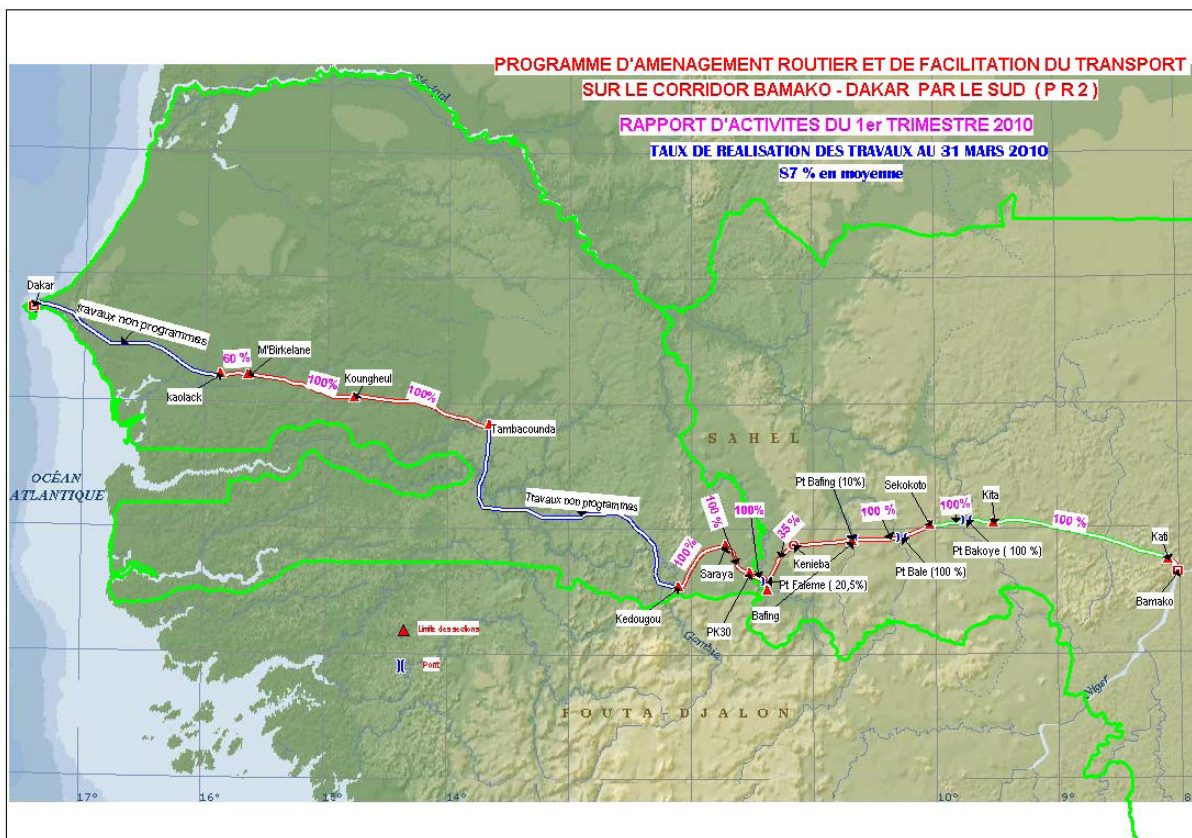 PROGRAMME D'AMENAGEMENT ROUTIER ET DE FACILITATION DU TRANSPORT
SUR LE CORRIDOR BAMAKO - DAKAR PAR LE SUD ( P R 2 )
RAPPORT D'ACTIVITES DU 1er TRIMESTRE 2010
TAUX DE REALISATION DES TRAVAUX AU 31 MARS 2010
87 % en moyenne
Sénégal
Dakar
travaux non programmes
60 %
M'Birkelane
kaolack
100%
Koungheul
100%
Tambacounda
SAHEL
OCÉAN
ATLANTIQUE
Travaux non programmes
Pt Bafing (10%)
Sekokoto
Kita
100 %
100%
35 %
100 %
100%
100 %
Kati
100%
Saraya
Kenieba
Pt Bakoye ( 100 %)
Pt Bale (100 %)
Pt Faleme ( 20,5%)
Bamako
Kedougou
PK30
Bafing
Limite des sections
Gambie
Pont
Niger
FOUTA-DJALON
17°
16°
15°
14°
10°
9°
8